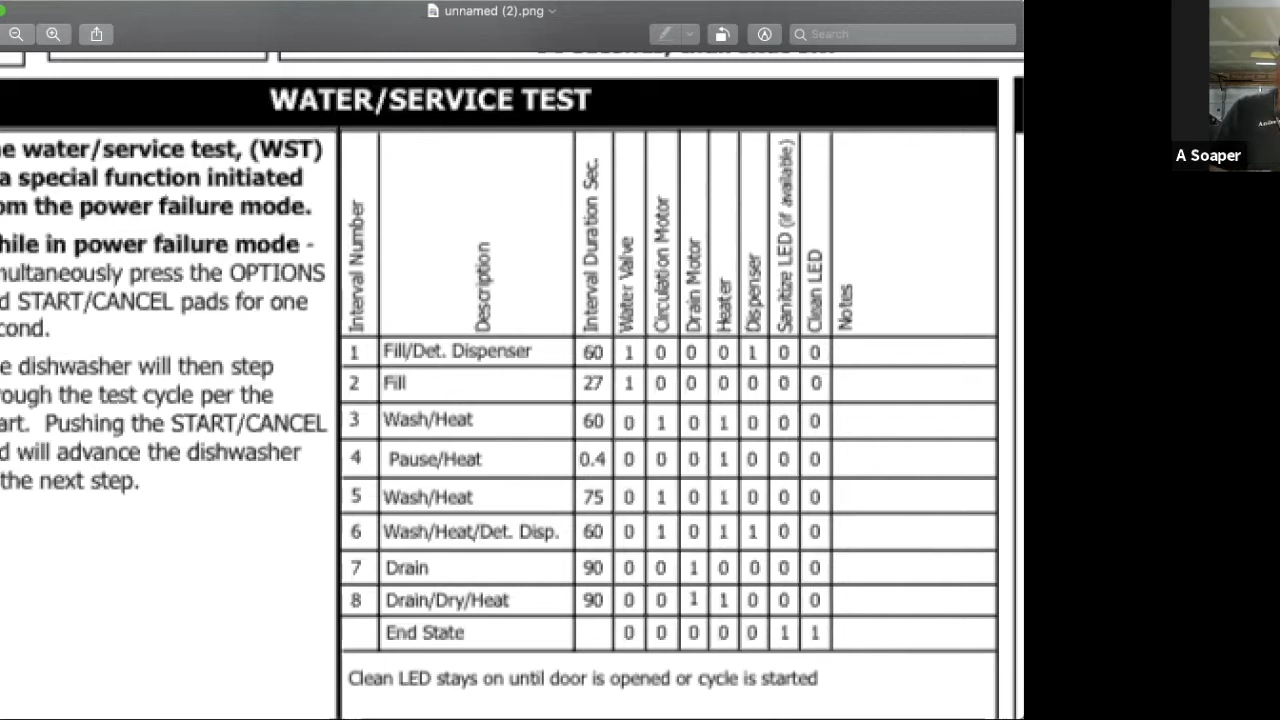 unnamed (2).png
Search
WATER/SERVICE TEST
e water/service test, (WST)
a special function initiated
om the power failure mode.
hile in power failure mode -
multaneously press the OPTIONS
d START/CANCEL pads for one
cond.
e dishwasher will then step
rough the test cycle per the
art. Pushing the START/CANCEL
d will advance the dishwasher
the next step.
Interval Number
Description
Interval Duration Sec.
Water Valve
Circulation Motor
Drain Motor
Heater
Dispenser
Sanitize LED (if available)
Clean LED
Notes
1 Fill/Det. Dispenser 60 1 0 0 0 1 0 0
2 Fill 27 1 0 0 0 0 0 0
3 Wash/Heat 60 0 1 0 1 0 0 0
4 Pause/Heat 0.4 0 0 0 1 0 0 0
5 Wash/Heat 75 0 1 0 1 0 0 0
6 Wash/Heat/Det. Disp. 60 0 1 0 1 1 0 0
7 Drain 90 0 0 1 0 0 0 0
8 Drain/Dry/Heat 90 0 0 1 1 0 0 0
End State 0 0 0 0 0 1 1
Clean LED stays on until door is opened or cycle is started
A Soaper